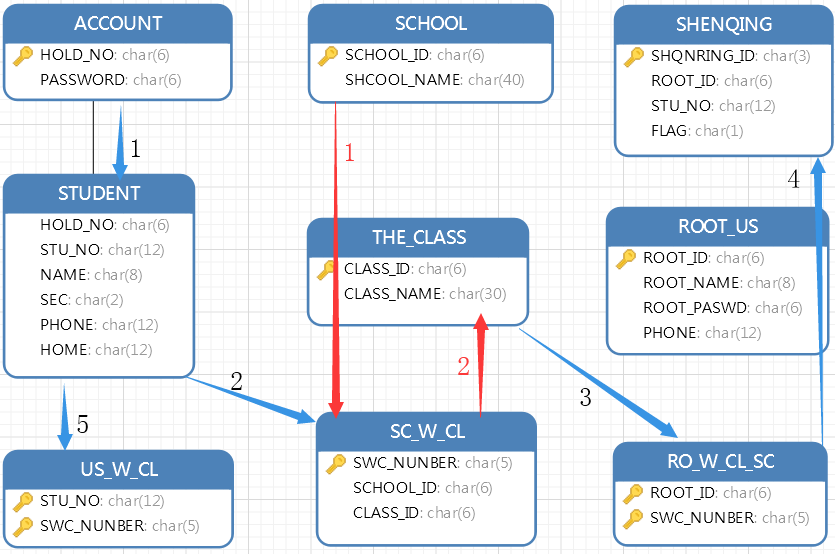 ACCOUNT
HOLD_NO: char(6)
PASSWORD: char(6)
SCHOOL
SCHOOL_ID: char(6)
SHCOOL_NAME: char(40)
SHENQING
SHQNRING_ID: char(3)
ROOT_ID: char(6)
STU_NO: char(12)
FLAG: char(1)
1
1
4
STUDENT
HOLD_NO: char(6)
STU_NO: char(12)
NAME: char(8)
SEC: char(2)
PHONE: char(12)
HOME: char(12)
THE_CLASS
CLASS_ID: char(6)
CLASS_NAME: char(30)
ROOT_US
ROOT_ID: char(6)
ROOT_NAME: char(8)
ROOT_PASWD: char(6)
PHONE: char(12)
2
2
3
5
US_W_CL
STU_NO: char(12)
SWC_NUNBER: char(5)
SC_W_CL
SWC_NUNBER: char(5)
SCHOOL_ID: char(6)
CLASS_ID: char(6)
RO_W_CL_SC
ROOT_ID: char(6)
SWC_NUNBER: char(5)